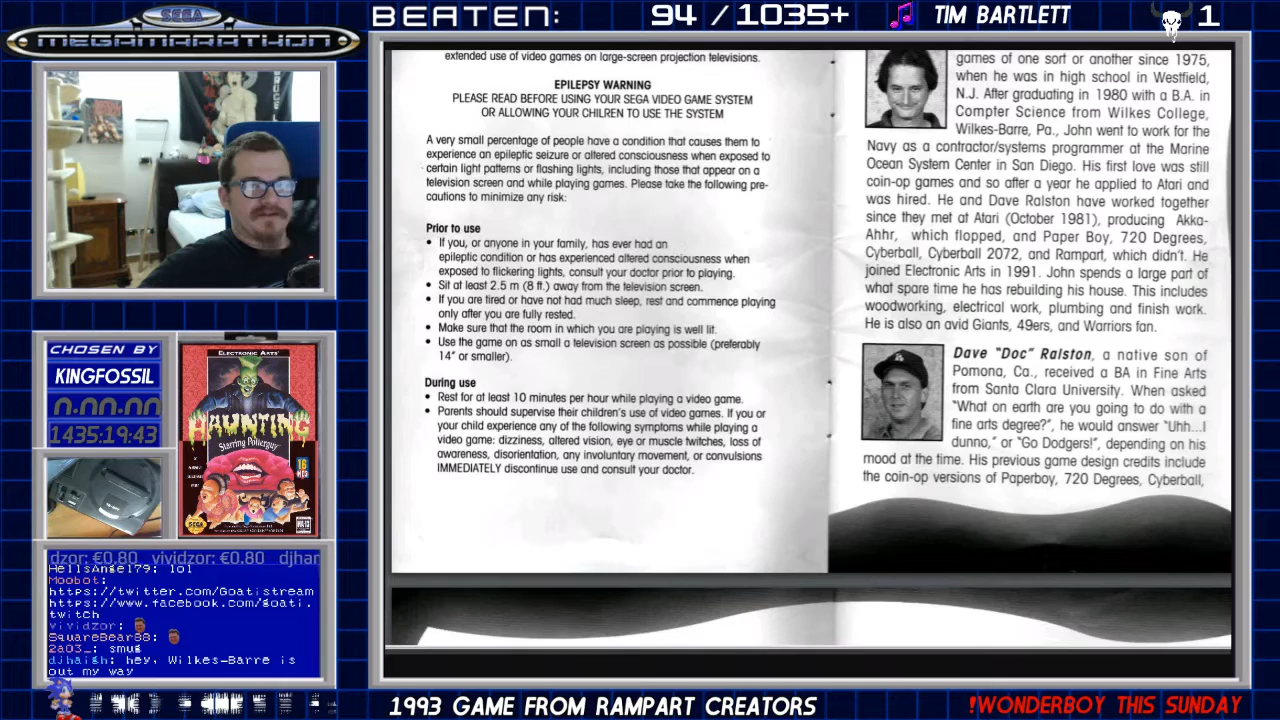 SEGA
MEGAMARATHON
BEATEN:
94 / 1035+
TIM BARTLETT
1
extended use of video games on large-screen projection televisions.
EPILEPSY WARNING
PLEASE READ BEFORE USING YOUR SEGA VIDEO GAME SYSTEM
OR ALLOWING YOUR CHILREN TO USE THE SYSTEM
A very small percentage of people have a condition that causes them to
experience an epileptic seizure or altered consciousness when exposed to
certain light patterns or flashing lights, including those that appear on a
television screen and while playing games. Please take the following pre-
cautions to minimize any risk:
Prior to use
• If you, or anyone in your family, has ever had an
epileptic condition or has experienced altered consciousness when
exposed to flickering lights, consult your doctor prior to playing.
• Sit at least 2.5 m (8 ft.) away from the television screen.
• If you are tired or have not had much sleep, rest and commence playing
only after you are fully rested.
• Make sure that the room in which you are playing is well lit.
• Use the game on as small a television screen as possible (preferably
14" or smaller).
During use
• Rest for at least 10 minutes per hour while playing a video game.
• Parents should supervise their children's use of video games. If you or
your child experience any of the following symptoms while playing a
video game: dizziness, altered vision, eye or muscle twitches, loss of
awareness, disorientation, any involuntary movement, or convulsions
IMMEDIATELY discontinue use and consult your doctor.
games of one sort or another since 1975,
when he was in high school in Westfield,
N.J. After graduating in 1980 with a B.A. in
Compter Science from Wilkes College,
Wilkes-Barre, Pa., John went to work for the
Navy as a contractor/systems programmer at the Marine
Ocean System Center in San Diego. His first love was still
coin-op games and so after a year he applied to Atari and
was hired. He and Dave Ralston have worked together
since they met at Atari (October 1981), producing Akka-
Ahhr, which flopped, and Paper Boy, 720 Degrees,
Cyberball, Cyberball 2072, and Rampart, which didn't. He
joined Electronic Arts in 1991. John spends a large part of
what spare time he has rebuilding his house. This includes
woodworking, electrical work, plumbing and finish work.
He is also an avid Giants, 49ers, and Warriors fan.
Dave "Doc" Ralston, a native son of
Pomona, Ca., received a BA in Fine Arts
from Santa Clara University. When asked
"What on earth are you going to do with a
fine arts degree?", he would answer "Uhh...I
dunno," or "Go Dodgers!", depending on his
mood at the time. His previous game design credits include
the coin-op versions of Paperboy, 720 Degrees, Cyberball,
CHOSEN BY
KINGFOSSIL
0:00:00
1435:19:43
ELECTRONIC ARTS
HAUNTING
Starring Polterguy
16
MEG
SEGA
MA-13
dzor: €0.80 vividzor: €0.80 djhar
HellsAngel79: lol
Moobot:
https://twitter.com/Goatistream
https://www.facebook.com/goati.
twitch
vividzor:
SquareBear88:
2a03_: smug
djhaigh: hey, Wilkes-Barre is
out my way
1993 GAME FROM RAMPART CREATORS
!WONDERBOY THIS SUNDAY